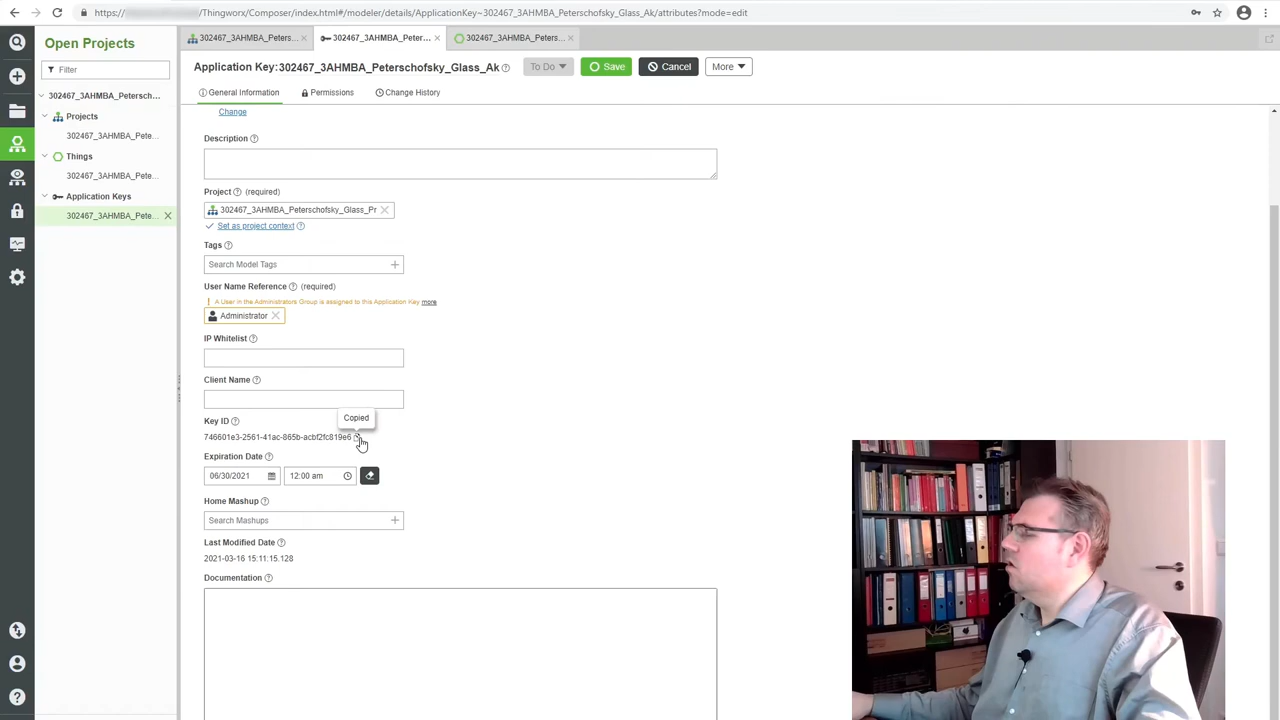 https://
/Thingworx/Composer/index.html#/modeler/details/ApplicationKey~302467_3AHMBA_Peterschofsky_Glass_Ak/attributes?mode=edit
Open Projects
302467_3AHMBA_Peters...
302467_3AHMBA_Peter...
302467_3AHMBA_Peters...
Filter
Application Key:302467_3AHMBA_Peterschofsky_Glass_Ak
To Do
Save
Cancel
More
302467_3AHMBA_Petersch...
General Information
Permissions
Change History
Projects
302467_3AHMBA_Pete...
Things
302467_3AHMBA_Pete...
Application Keys
302467_3AHMBA_Pete...
Change
Description
Project (required)
302467_3AHMBA_Peterschofsky_Glass_Pr
Set as project context
Tags
Search Model Tags
User Name Reference (required)
! A User in the Administrators Group is assigned to this Application Key more
Administrator
IP Whitelist
Client Name
Copied
Key ID
746601e3-2561-41ac-865b-acbf2fc819e6
Expiration Date
06/30/2021
12:00 am
Home Mashup
Search Mashups
Last Modified Date
2021-03-16 15:11:15.128
Documentation